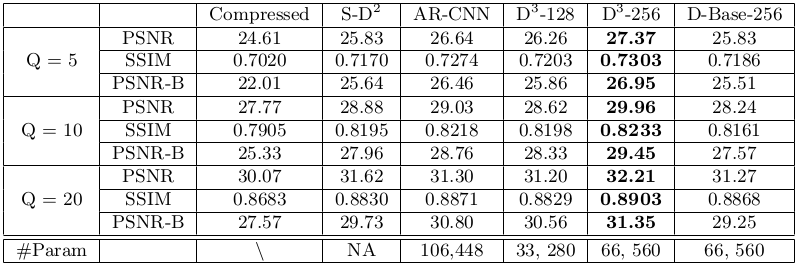 Compressed S-D² AR-CNN D³-128 D³-256 D-Base-256
PSNR 24.61 25.83 26.64 26.26 27.37 25.83
Q = 5 SSIM 0.7020 0.7170 0.7274 0.7203 0.7303 0.7186
PSNR-B 22.01 25.64 26.46 25.86 26.95 25.51
PSNR 27.77 28.88 29.03 28.62 29.96 28.24
Q = 10 SSIM 0.7905 0.8195 0.8218 0.8198 0.8233 0.8161
PSNR-B 25.33 27.96 28.76 28.33 29.45 27.57
PSNR 30.07 31.62 31.30 31.20 32.21 31.27
Q = 20 SSIM 0.8683 0.8830 0.8871 0.8829 0.8903 0.8868
PSNR-B 27.57 29.73 30.80 30.56 31.35 29.25
#Param \ NA 106,448 33, 280 66, 560 66, 560